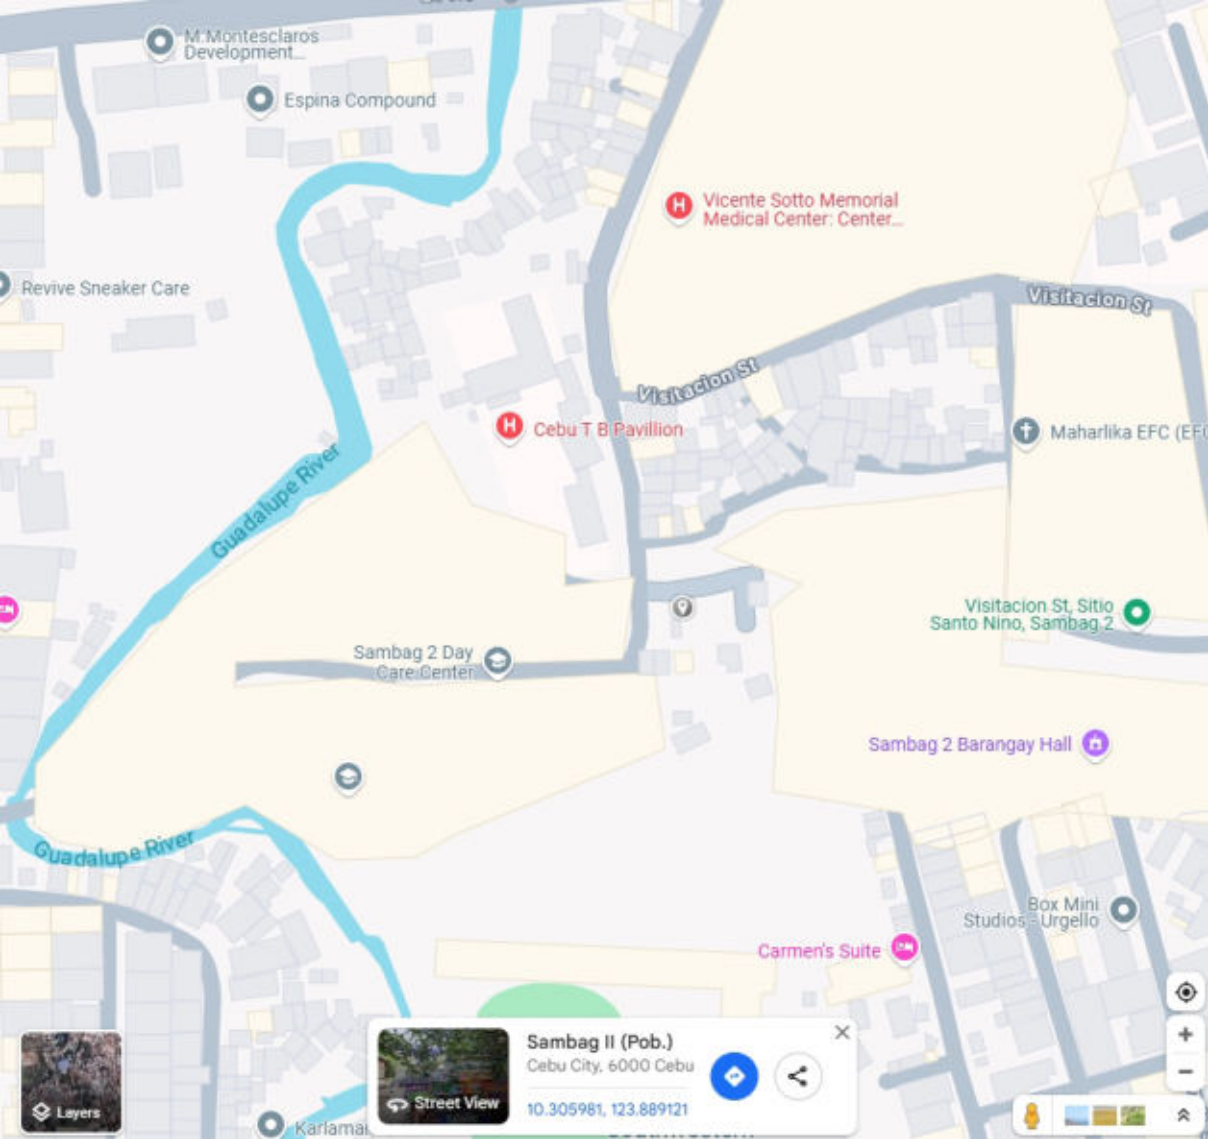 M.Montesclaros
Development...
Espina Compound
Vicente Sotto Memorial
Medical Center: Center...
Revive Sneaker Care
Visitacion St
Visitacion St
Cebu T B Pavillion
Maharlika EFC (EFC
Guadalupe River
Visitacion St, Sitio
Santo Nino, Sambag 2
Sambag 2 Day
Care Center
Sambag 2 Barangay Hall
Guadalupe River
Box Mini
Studios - Urgello
Carmen's Suite
Sambag II (Pob.)
Cebu City, 6000 Cebu
10.305981, 123.889121
Street View
Layers
Karlamai